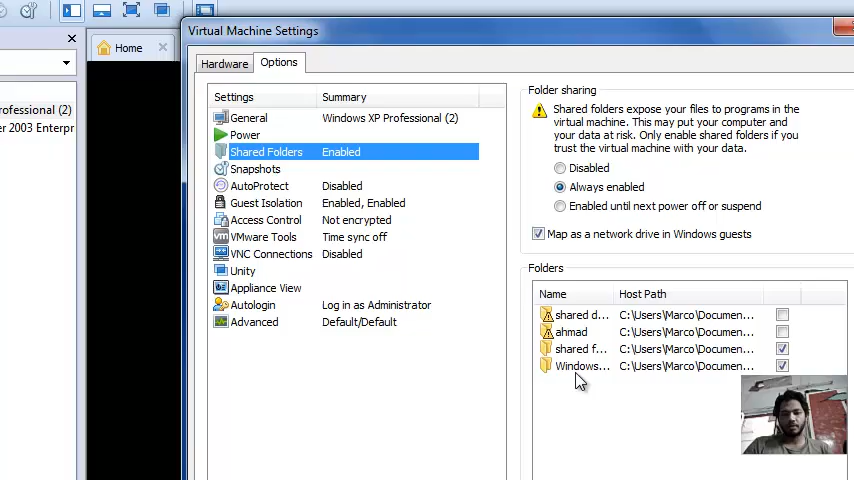 Virtual Machine Settings
Home
Hardware
Options
Settings
Summary
General
Windows XP Professional (2)
Power
Shared Folders
Enabled
Snapshots
AutoProtect
Disabled
Guest Isolation
Enabled, Enabled
Access Control
Not encrypted
VMware Tools
Time sync off
VNC Connections
Disabled
Unity
Appliance View
Autologin
Log in as Administrator
Advanced
Default/Default
rofessional (2)
er 2003 Enterpr
Folder sharing
Shared folders expose your files to programs in the
virtual machine. This may put your computer and
your data at risk. Only enable shared folders if you
trust the virtual machine with your data.
Disabled
Always enabled
Enabled until next power off or suspend
Map as a network drive in Windows guests
Folders
Name
Host Path
shared d...
C:\Users\Marco\Documen...
ahmad
C:\Users\Marco\Documen...
shared f...
C:\Users\Marco\Documen...
Windows...
C:\Users\Marco\Documen...